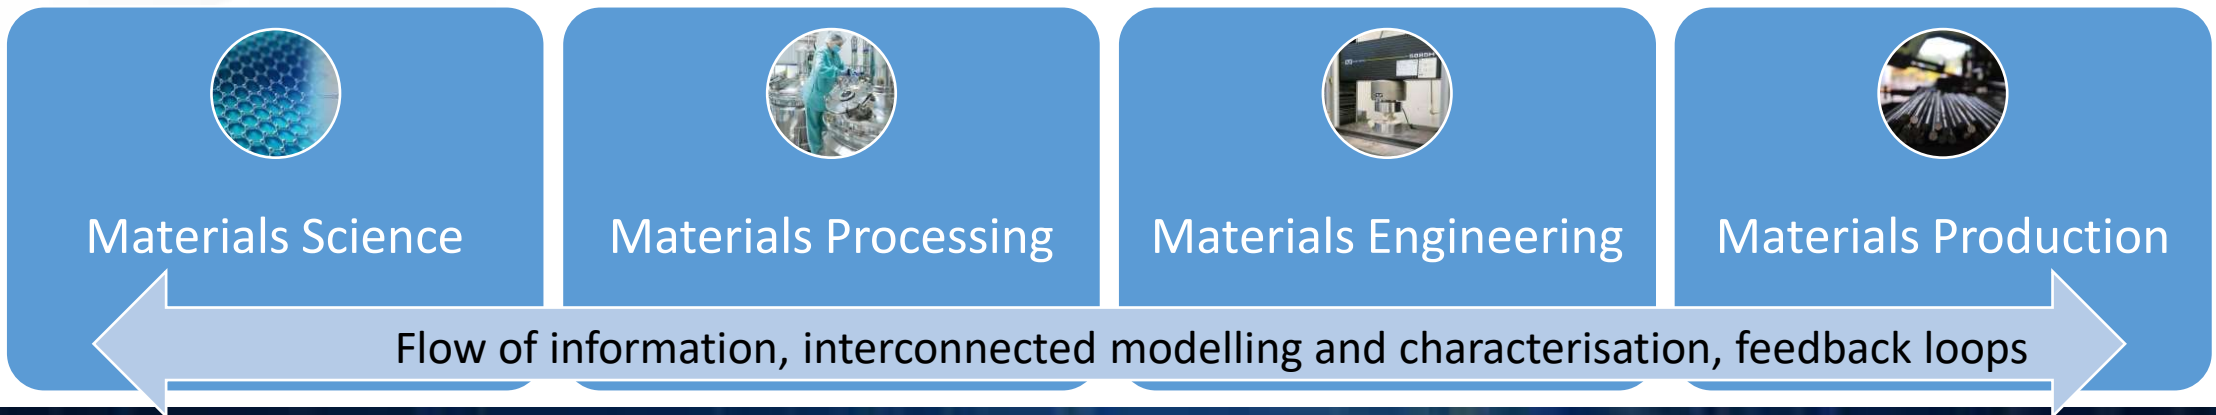 Materials Science
Materials Processing
Materials Engineering
Materials Production
Flow of information, interconnected modelling and characterisation, feedback loops